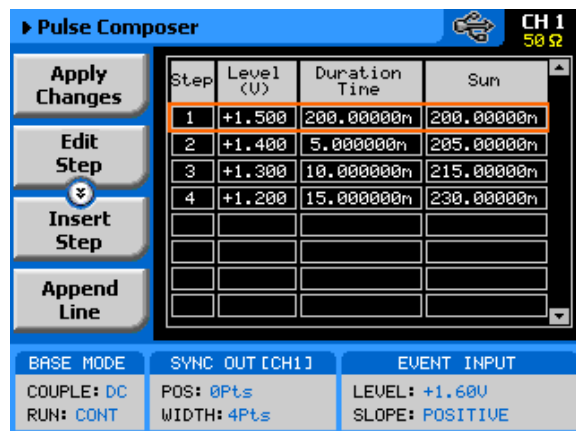 Pulse Composer
CH 1
50 Ω
Apply
Changes
Edit
Step
Insert
Step
Append
Line
Step Level (V) Duration Time Sum
1 +1.500 200.00000m 200.00000m
2 +1.400 5.000000m 205.00000m
3 +1.300 10.000000m 215.00000m
4 +1.200 15.000000m 230.00000m
BASE MODE
COUPLE: DC
RUN: CONT
SYNC OUT [CH1]
POS: 0Pts
WIDTH: 4Pts
EVENT INPUT
LEVEL: +1.60V
SLOPE: POSITIVE